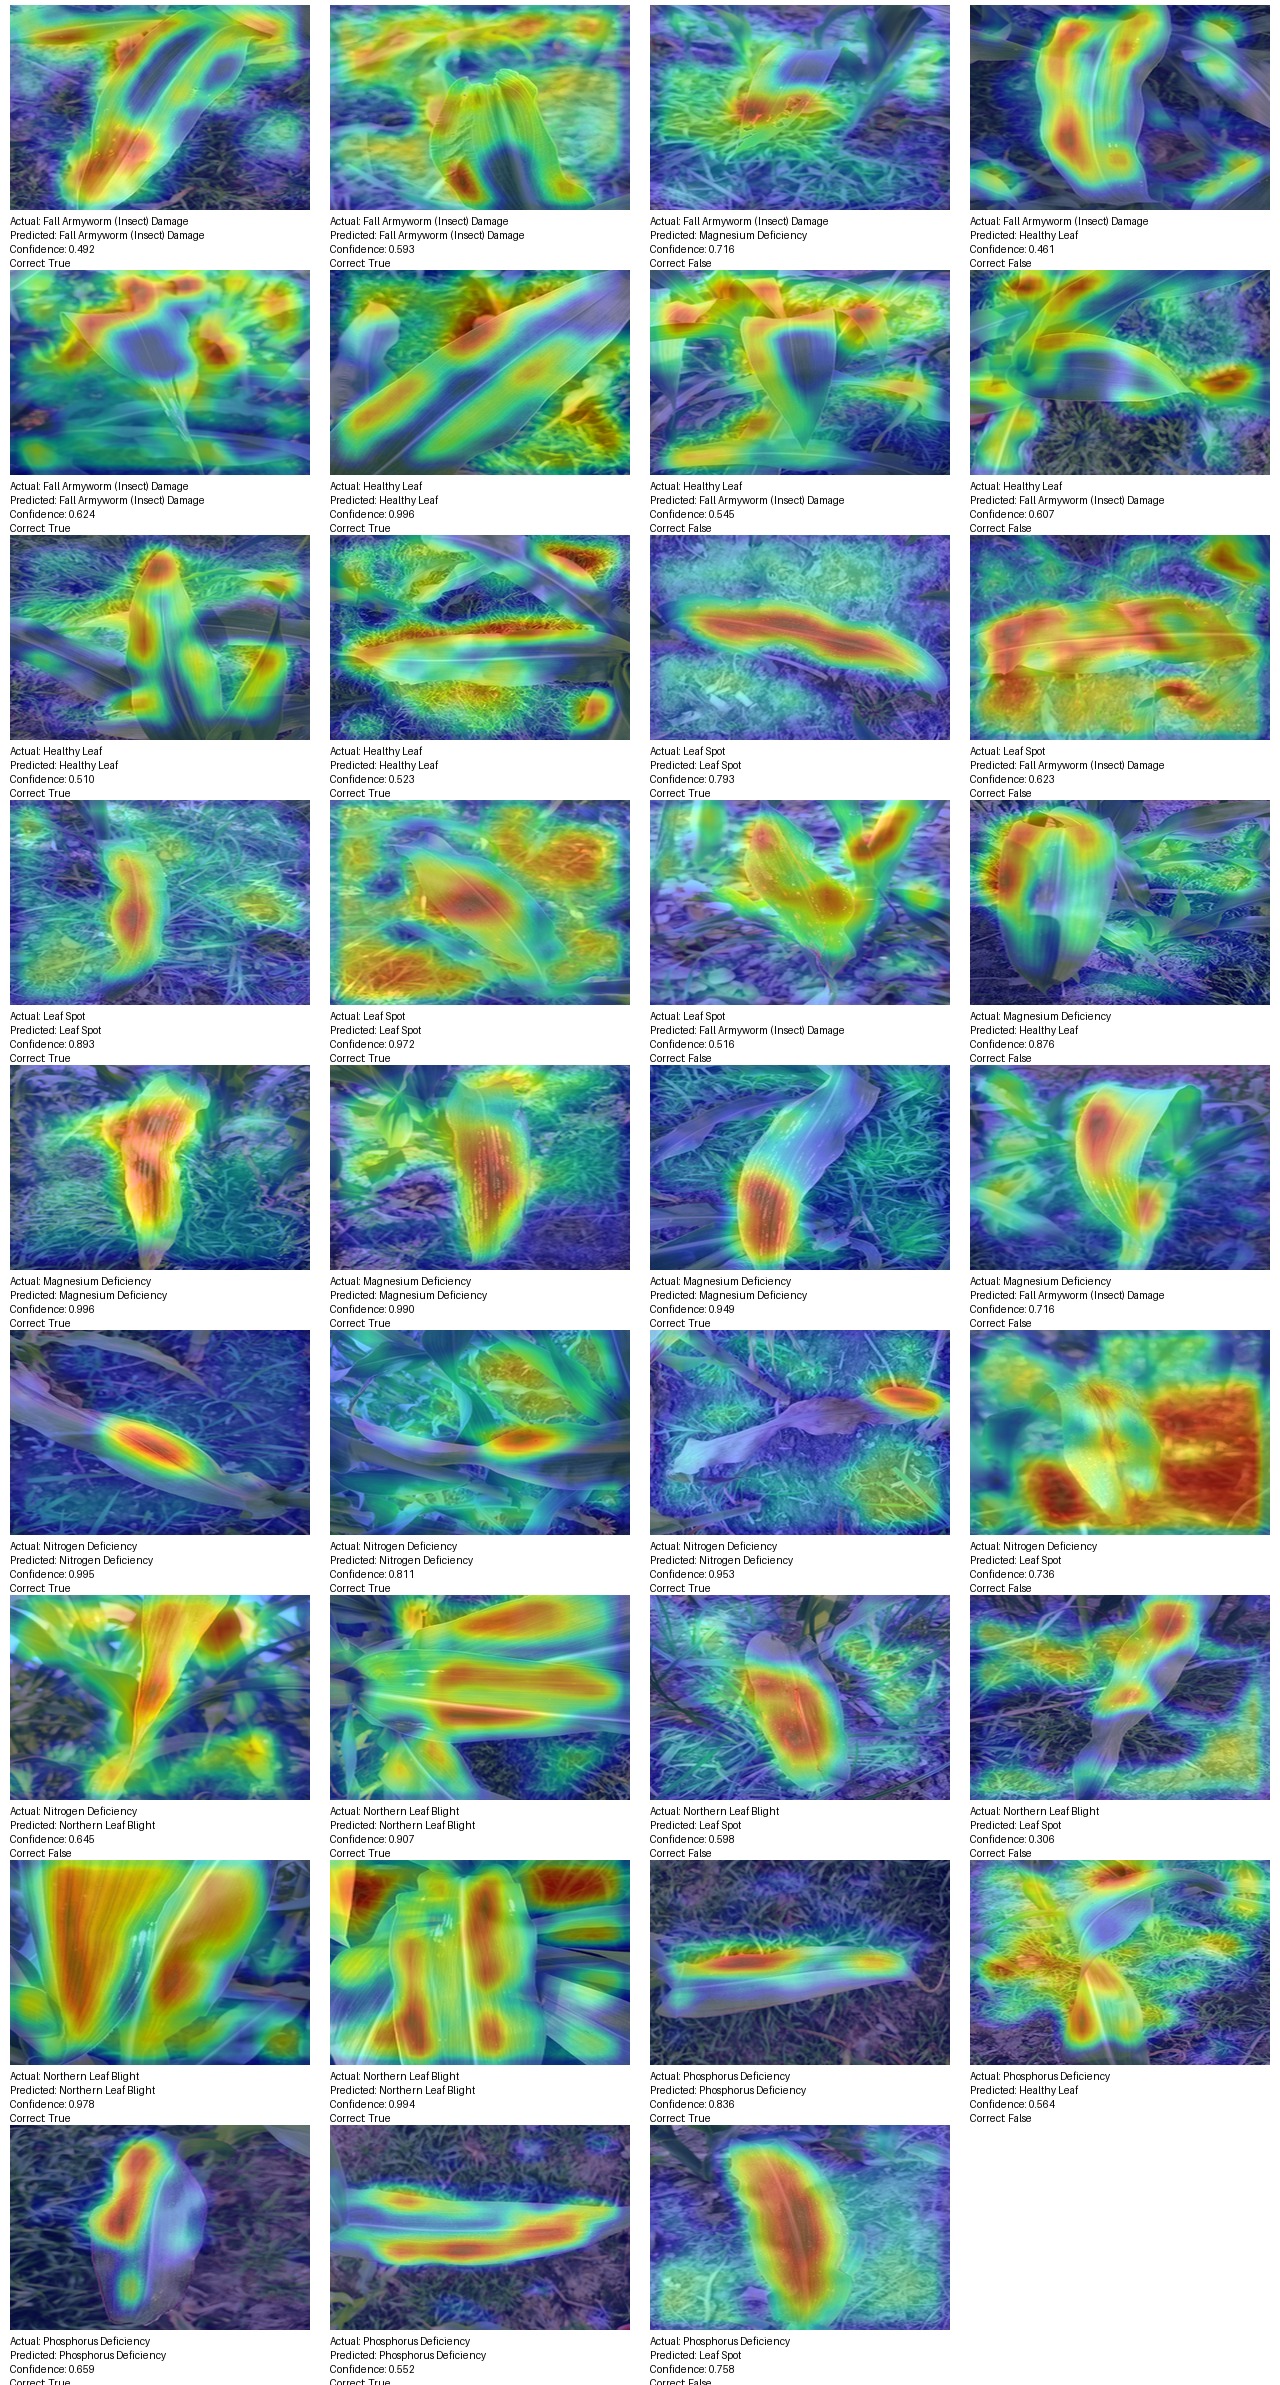 Actual: Fall Armyworm (Insect) Damage
Predicted: Fall Armyworm (Insect) Damage
Confidence: 0.492
Correct: True
Actual: Fall Armyworm (Insect) Damage
Predicted: Fall Armyworm (Insect) Damage
Confidence: 0.593
Correct: True
Actual: Fall Armyworm (Insect) Damage
Predicted: Magnesium Deficiency
Confidence: 0.716
Correct: False
Actual: Fall Armyworm (Insect) Damage
Predicted: Healthy Leaf
Confidence: 0.461
Correct: False
Actual: Fall Armyworm (Insect) Damage
Predicted: Fall Armyworm (Insect) Damage
Confidence: 0.624
Correct: True
Actual: Healthy Leaf
Predicted: Healthy Leaf
Confidence: 0.996
Correct: True
Actual: Healthy Leaf
Predicted: Fall Armyworm (Insect) Damage
Confidence: 0.545
Correct: False
Actual: Healthy Leaf
Predicted: Fall Armyworm (Insect) Damage
Confidence: 0.607
Correct: False
Actual: Healthy Leaf
Predicted: Healthy Leaf
Confidence: 0.510
Correct: True
Actual: Healthy Leaf
Predicted: Healthy Leaf
Confidence: 0.523
Correct: True
Actual: Leaf Spot
Predicted: Leaf Spot
Confidence: 0.793
Correct: True
Actual: Leaf Spot
Predicted: Fall Armyworm (Insect) Damage
Confidence: 0.623
Correct: False
Actual: Leaf Spot
Predicted: Leaf Spot
Confidence: 0.893
Correct: True
Actual: Leaf Spot
Predicted: Leaf Spot
Confidence: 0.972
Correct: True
Actual: Leaf Spot
Predicted: Fall Armyworm (Insect) Damage
Confidence: 0.516
Correct: False
Actual: Magnesium Deficiency
Predicted: Healthy Leaf
Confidence: 0.876
Correct: False
Actual: Magnesium Deficiency
Predicted: Magnesium Deficiency
Confidence: 0.996
Correct: True
Actual: Magnesium Deficiency
Predicted: Magnesium Deficiency
Confidence: 0.990
Correct: True
Actual: Magnesium Deficiency
Predicted: Magnesium Deficiency
Confidence: 0.949
Correct: True
Actual: Magnesium Deficiency
Predicted: Fall Armyworm (Insect) Damage
Confidence: 0.716
Correct: False
Actual: Nitrogen Deficiency
Predicted: Nitrogen Deficiency
Confidence: 0.995
Correct: True
Actual: Nitrogen Deficiency
Predicted: Nitrogen Deficiency
Confidence: 0.811
Correct: True
Actual: Nitrogen Deficiency
Predicted: Nitrogen Deficiency
Confidence: 0.953
Correct: True
Actual: Nitrogen Deficiency
Predicted: Leaf Spot
Confidence: 0.736
Correct: False
Actual: Nitrogen Deficiency
Predicted: Northern Leaf Blight
Confidence: 0.645
Correct: False
Actual: Northern Leaf Blight
Predicted: Northern Leaf Blight
Confidence: 0.907
Correct: True
Actual: Northern Leaf Blight
Predicted: Leaf Spot
Confidence: 0.598
Correct: False
Actual: Northern Leaf Blight
Predicted: Leaf Spot
Confidence: 0.306
Correct: False
Actual: Northern Leaf Blight
Predicted: Northern Leaf Blight
Confidence: 0.978
Correct: True
Actual: Northern Leaf Blight
Predicted: Northern Leaf Blight
Confidence: 0.994
Correct: True
Actual: Phosphorus Deficiency
Predicted: Phosphorus Deficiency
Confidence: 0.836
Correct: True
Actual: Phosphorus Deficiency
Predicted: Healthy Leaf
Confidence: 0.564
Correct: False
Actual: Phosphorus Deficiency
Predicted: Phosphorus Deficiency
Confidence: 0.659
Correct: True
Actual: Phosphorus Deficiency
Predicted: Phosphorus Deficiency
Confidence: 0.552
Correct: True
Actual: Phosphorus Deficiency
Predicted: Leaf Spot
Confidence: 0.758
Correct: False